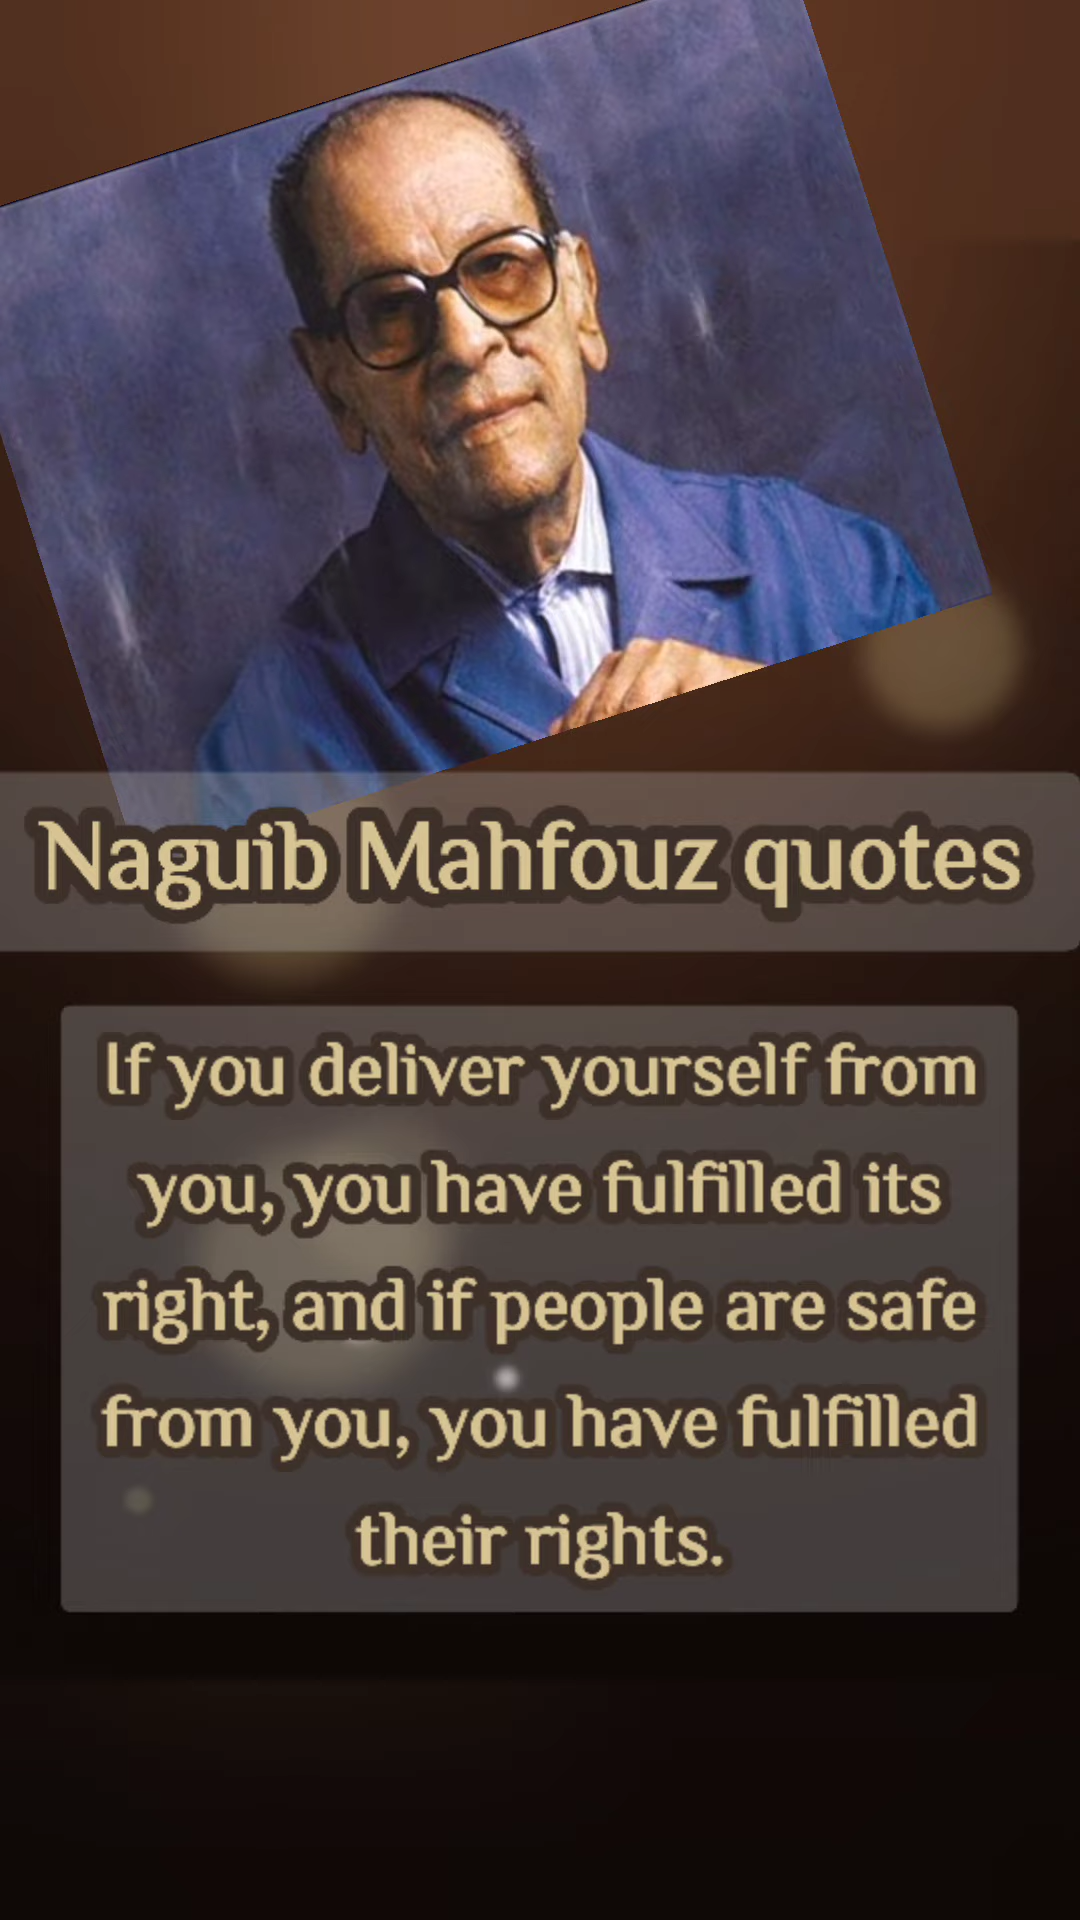 Naguib Mahfouz quotes
If you deliver yourself from
you, you have fulfilled its
right, and if people are safe
from you, you have fulfilled
their rights.